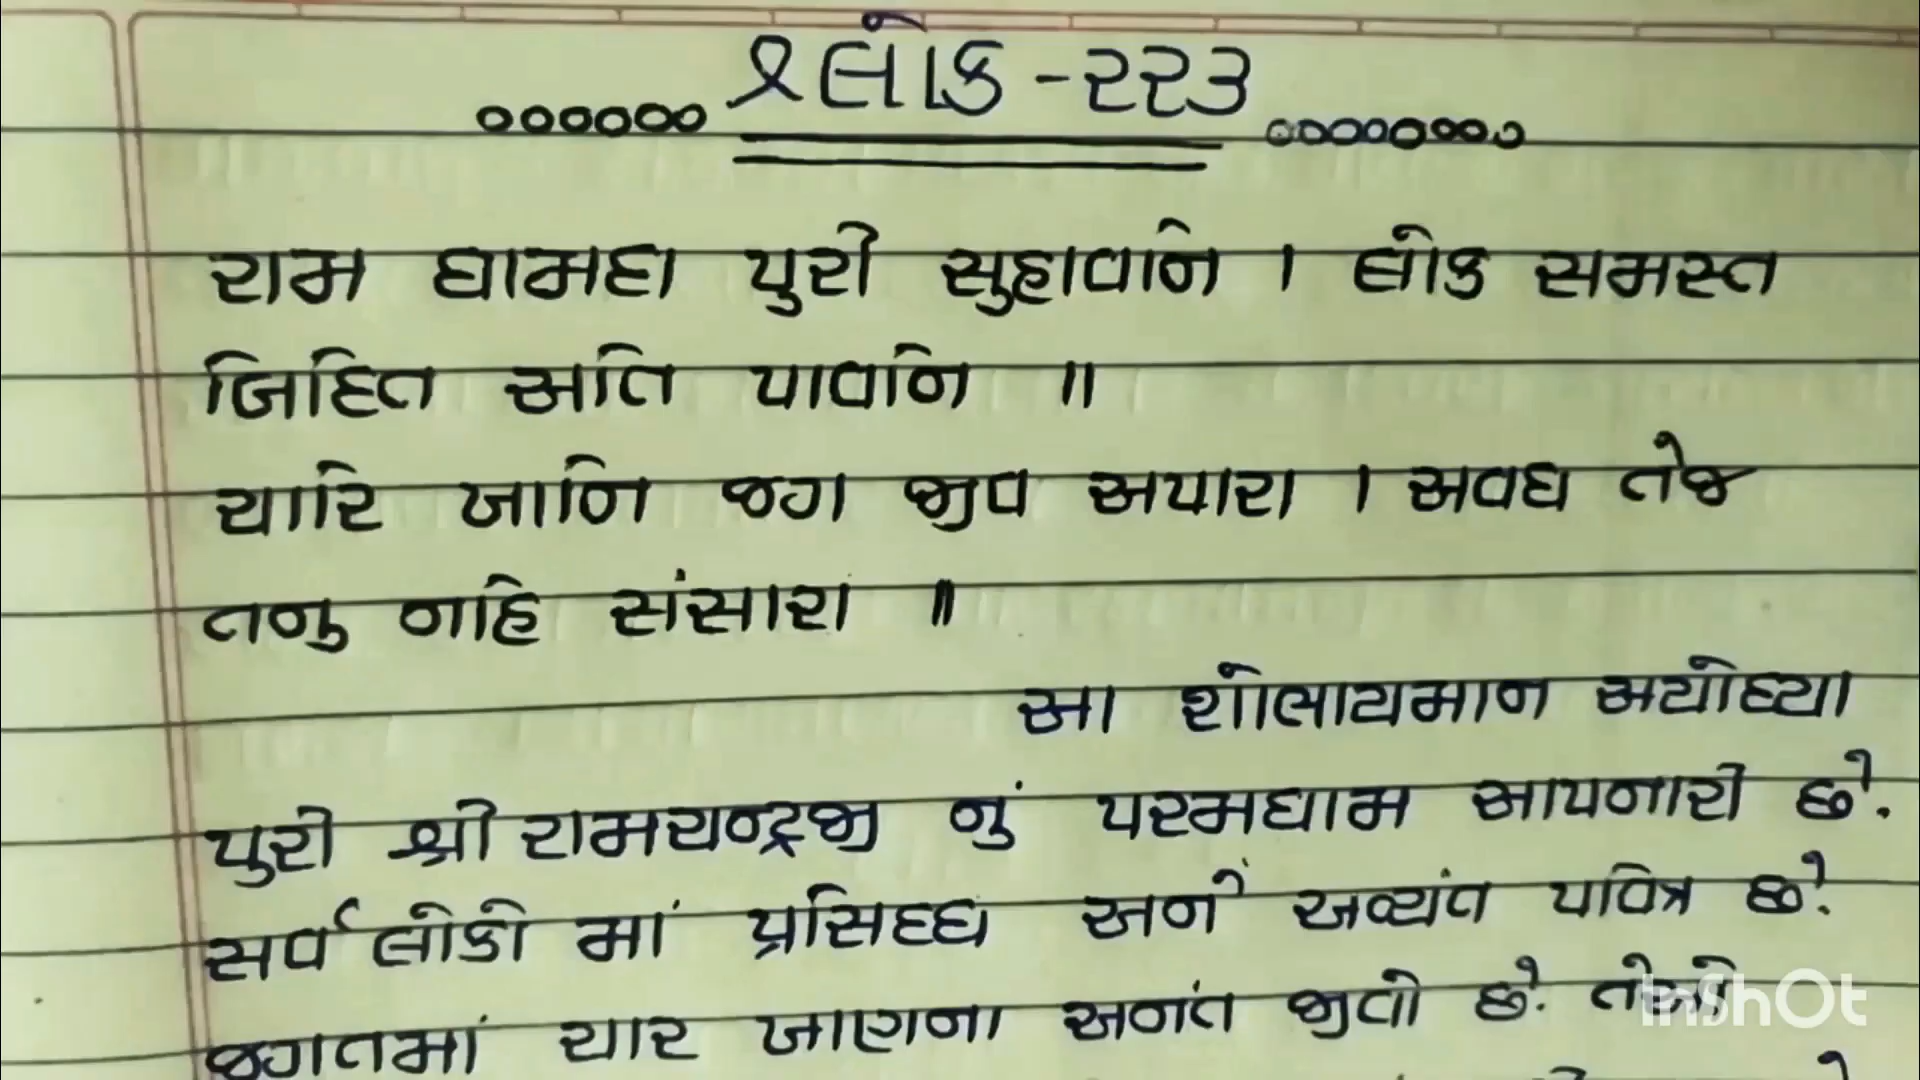 શ્લોક - ૨૨૩
રામ ધામદા પુરી સુહાવનિ । લોક સમસ્ત
બિદિત અતિ પાવનિ ॥
ચારિ ખાનિ જગ જીવ અપારા । અવધ તેજ
તનુ નહિ સંસારા ॥
આ શોભાયમાન અયોધ્યા
પુરી શ્રી રામચન્દ્રજી નું પરમધામ આપનારી છે.
સર્વ લોકો માં પ્રસિધ્ધ અને અત્યંત પવિત્ર છે.
જગતમાં ચાર ખાણના અનંત જીવો છે. તેઓ
InShOt